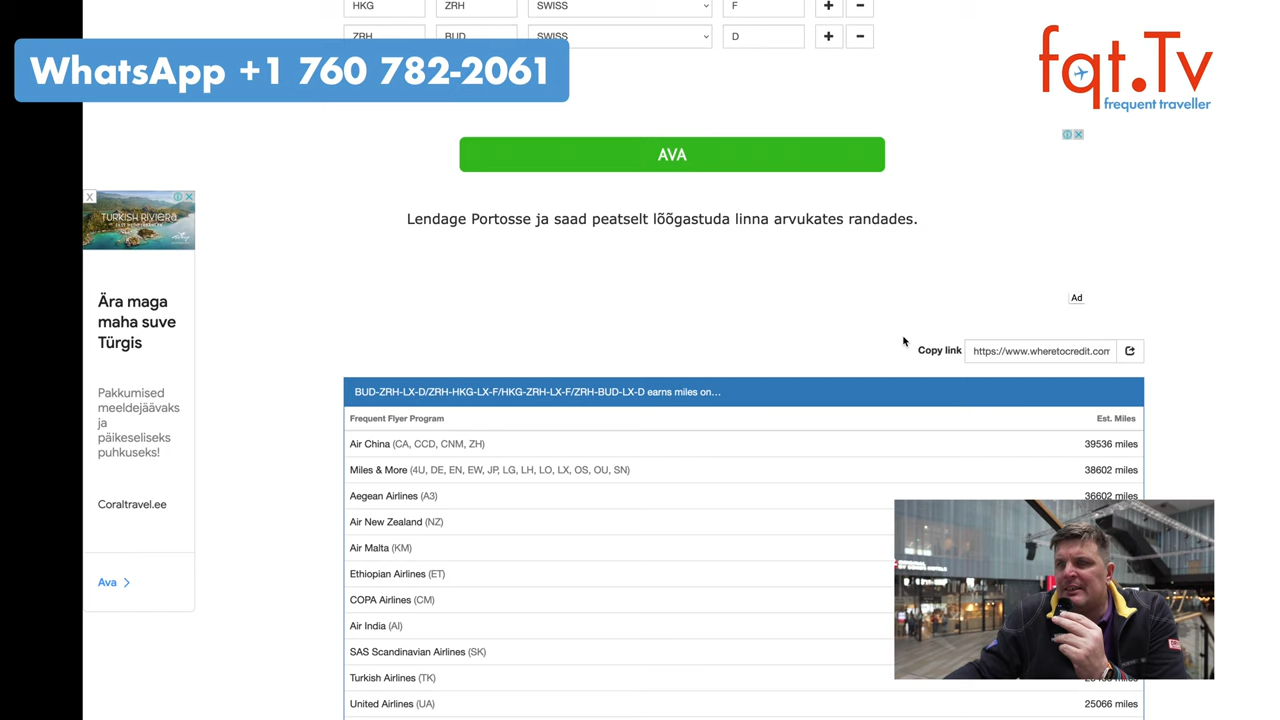 HKG ZRH SWISS F + −
ZRH BUD SWISS D + −
WhatsApp +1 760 782-2061
fqt.Tv
frequent traveller
AVA
Lendage Portosse ja saad peatselt lõõgastuda linna arvukates randades.
X
TURKISH RIVIERA
Ära maga
maha suve
Türgis
Pakkumised
meeldejäävaks
ja
päikeseliseks
puhkuseks!
Coraltravel.ee
Ava >
Ad
Copy link https://www.wheretocredit.com
BUD-ZRH-LX-D/ZRH-HKG-LX-F/HKG-ZRH-LX-F/ZRH-BUD-LX-D earns miles on...
Frequent Flyer Program Est. Miles
Air China (CA, CCD, CNM, ZH) 39536 miles
Miles & More (4U, DE, EN, EW, JP, LG, LH, LO, LX, OS, OU, SN) 38602 miles
Aegean Airlines (A3) 36602 miles
Air New Zealand (NZ)
Air Malta (KM)
Ethiopian Airlines (ET)
COPA Airlines (CM)
Air India (AI)
SAS Scandinavian Airlines (SK)
Turkish Airlines (TK)
United Airlines (UA) 25066 miles